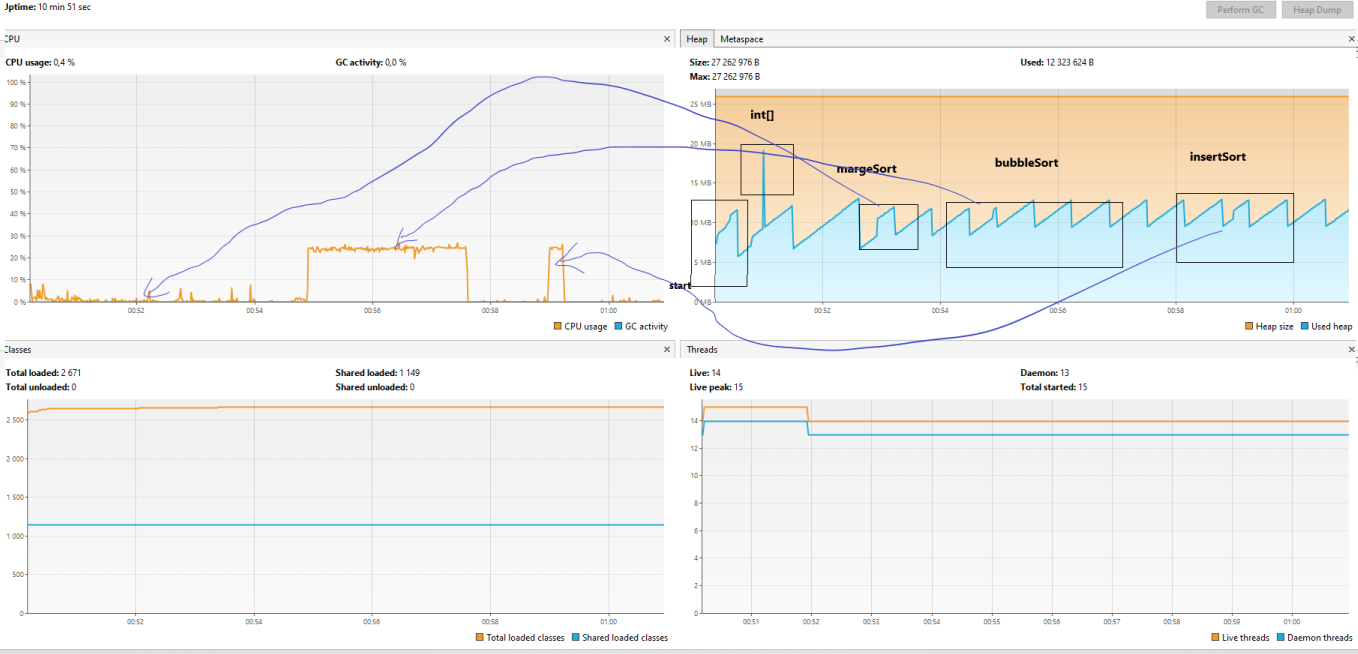 Uptime: 10 min 51 sec
Perform GC Heap Dump
CPU
CPU usage: 0,4 % GC activity: 0,0 %
100 %
90 %
80 %
70 %
60 %
50 %
40 %
30 %
20 %
10 %
0 %
00:52 00:54 00:56 00:58 01:00
CPU usage GC activity
Heap Metaspace
Size: 27 262 976 B Used: 12 323 624 B
Max: 27 262 976 B
25 MB
int[]
20 MB
margeSort bubbleSort insertSort
15 MB
10 MB
5 MB
start
0 MB
00:52 00:54 00:56 00:58 01:00
Heap size Used heap
Classes
Total loaded: 2 671 Shared loaded: 1 149
Total unloaded: 0 Shared unloaded: 0
2 500
2 000
1 500
1 000
500
0
00:52 00:54 00:56 00:58 01:00
Total loaded classes Shared loaded classes
Threads
Live: 14 Daemon: 13
Live peak: 15 Total started: 15
14
12
10
8
6
4
2
0
00:51 00:52 00:53 00:54 00:55 00:56 00:57 00:58 00:59 01:00
Live threads Daemon threads